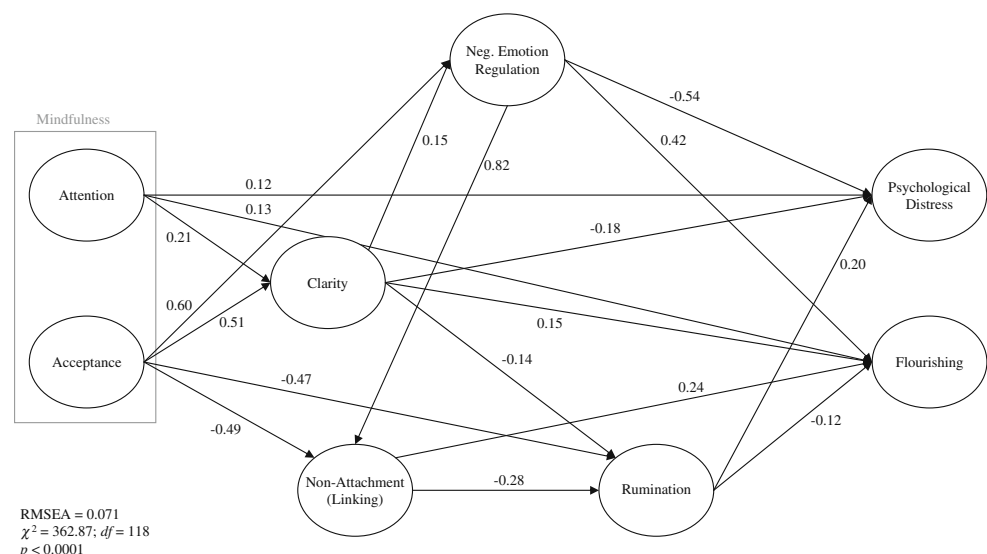 Neg. Emotion
Regulation
Mindfulness
-0.54
0.15
0.42
0.82
Attention
0.12
Psychological
Distress
0.13
0.21
-0.18
0.20
Clarity
0.60
0.51
0.15
Acceptance
-0.14
Flourishing
-0.47
0.24
-0.49
-0.12
Non-Attachment
(Linking)
-0.28
Rumination
RMSEA = 0.071
χ² = 362.87; df = 118
p < 0.0001